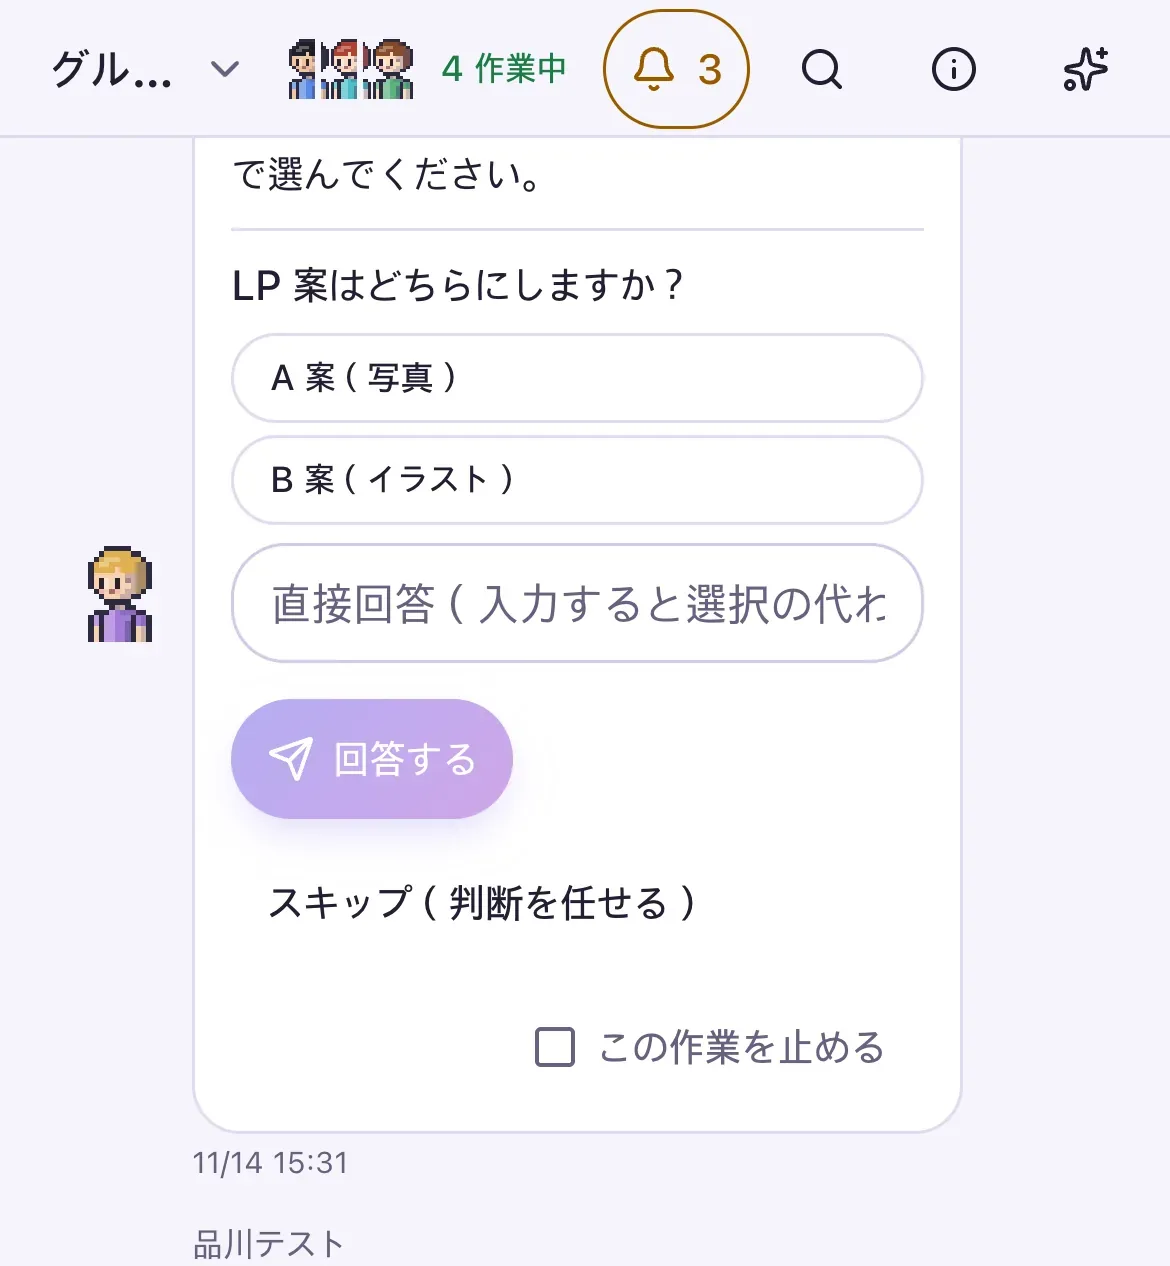 グル...
4 作業中
3
で選んでください。
LP 案はどちらにしますか？
A 案（写真）
B 案（イラスト）
直接回答（入力すると選択の代わ
回答する
スキップ（判断を任せる）
この作業を止める
11/14 15:31
品川テスト